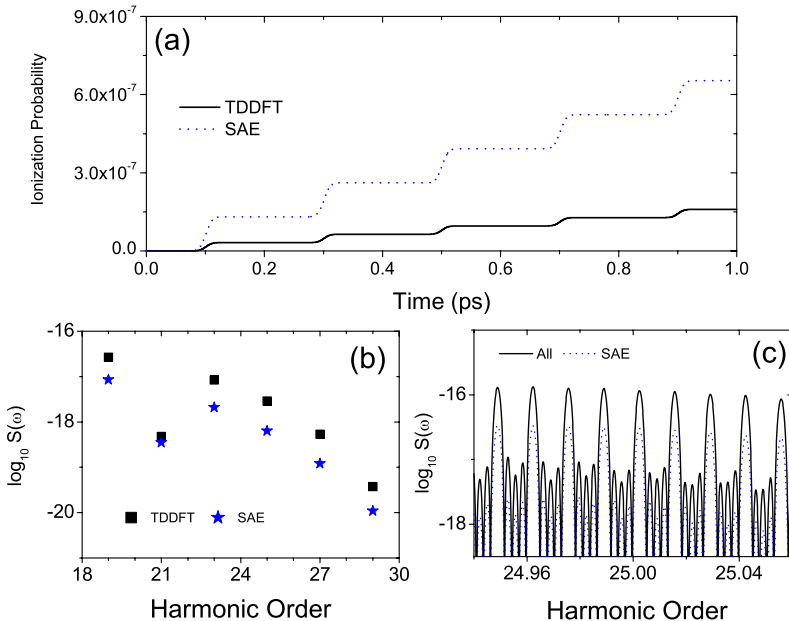 (a)
Ionization Probability
9.0x10⁻⁷
6.0x10⁻⁷
3.0x10⁻⁷
0.0
TDDFT
SAE
0.0 0.2 0.4 0.6 0.8 1.0
Time (ps)
(b)
log₁₀ S(ω)
-16
-18
-20
TDDFT SAE
18 21 24 27 30
Harmonic Order
(c)
All SAE
log₁₀ S(ω)
-16
-18
24.96 25.00 25.04
Harmonic Order